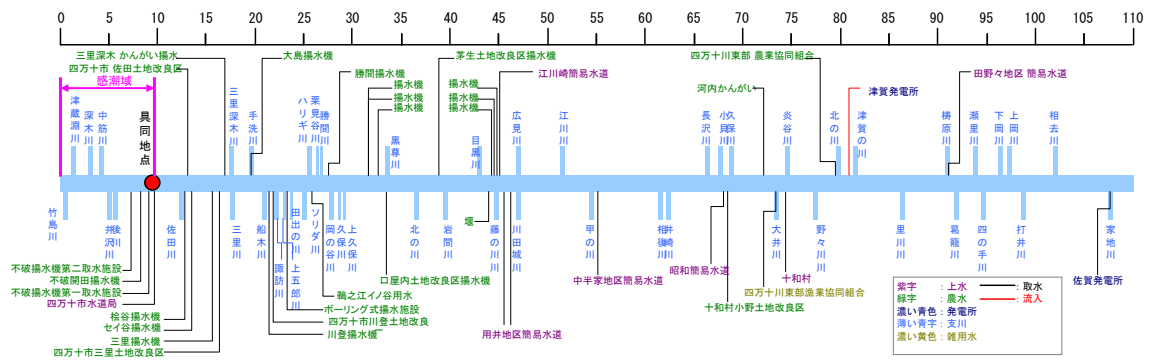 0 5 10 15 20 25 30 35 40 45 50 55 60 65 70 75 80 85 90 95 100 105 110
三里深木 かんがい揚水
四万十市 佐田土地改良区
感潮域
大島揚水機
勝間揚水機
揚水機
揚水機
揚水機
茅生土地改良区揚水機
揚水機
揚水機
揚水機
江川崎簡易水道
四万十川東部 農業協同組合
河内かんがい
津賀発電所
田野々地区 簡易水道
津蔵淵川
深木川
中筋川
具同地点
三里深木川
手洗川
ハリギ川
栗見谷川
勝間川
黒尊川
目黒川
広見川
江川
長沢川
小貝川
久保川
炎谷川
北の川
津賀の川
梼原川
瀬里川
下岡川
上岡川
相去川
竹島川
井沢川
後川
佐田川
三里川
船木川
諏訪川
田出の川
上五郎川
ソリダ川
田の谷川
久保川
上久保川
北の川
岩間川
藤の川
川田城川
甲の川
相後川
井崎川
大井川
野々川
里川
葛籠川
四の手川
打井川
家地川
堰
不破揚水機第二取水施設
不破開田揚水機
不破揚水機第一取水施設
四万十市水道局
桧谷揚水機
セイ谷揚水機
三里揚水機
四万十市三里土地改良区
口屋内土地改良区揚水機
鵜之江イノ谷用水
ボーリング式揚水施設
四万十市川登土地改良
川登揚水機
用井地区簡易水道
中半家地区簡易水道
昭和簡易水道
四万十川東部漁業協同組合
十和村
十和村小野土地改良区
佐賀発電所
紫字 :上水
緑字 :農水
濃い青色 :発電所
薄い青字 :支川
濃い黄色 :雑用水
:取水
:流入